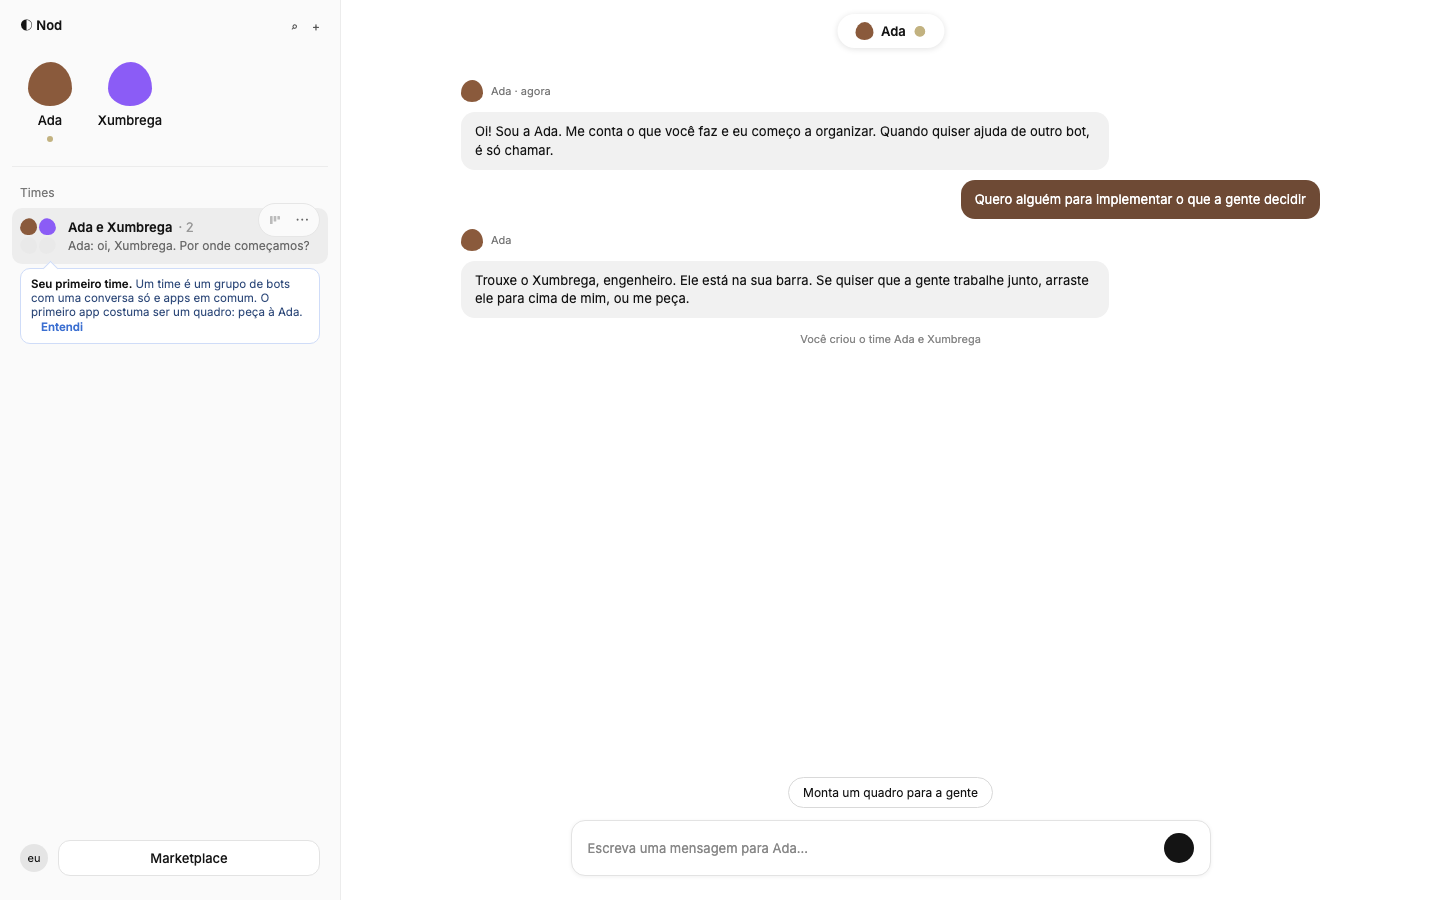 Nod
Ada
Xumbrega
Times
Ada e Xumbrega · 2
Ada: oi, Xumbrega. Por onde começamos?
Seu primeiro time. Um time é um grupo de bots
com uma conversa só e apps em comum. O
primeiro app costuma ser um quadro: peça à Ada.
Entendi
eu
Marketplace
Ada
Ada · agora
Oi! Sou a Ada. Me conta o que você faz e eu começo a organizar. Quando quiser ajuda de outro bot,
é só chamar.
Quero alguém para implementar o que a gente decidir
Ada
Trouxe o Xumbrega, engenheiro. Ele está na sua barra. Se quiser que a gente trabalhe junto, arraste
ele para cima de mim, ou me peça.
Você criou o time Ada e Xumbrega
Monta um quadro para a gente
Escreva uma mensagem para Ada...